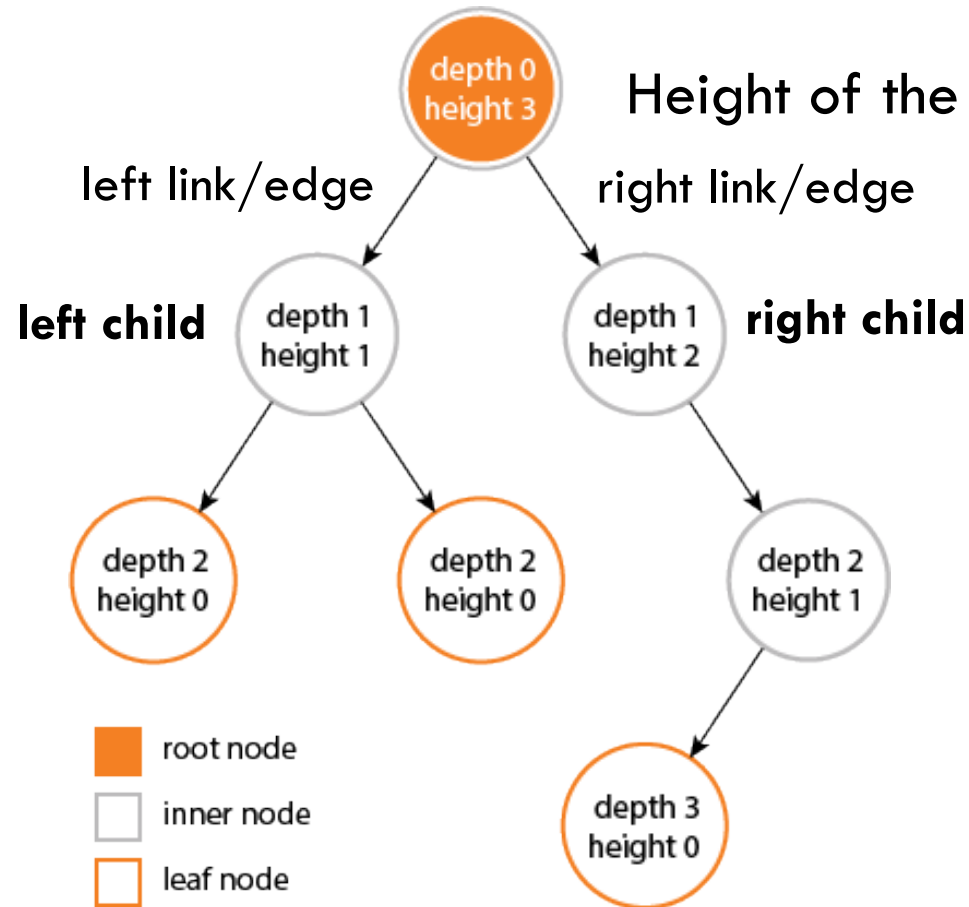 depth 0
height 3
Height of the
left link/edge
right link/edge
left child
depth 1
height 1
depth 1
height 2
right child
depth 2
height 0
depth 2
height 0
depth 2
height 1
root node
inner node
leaf node
depth 3
height 0